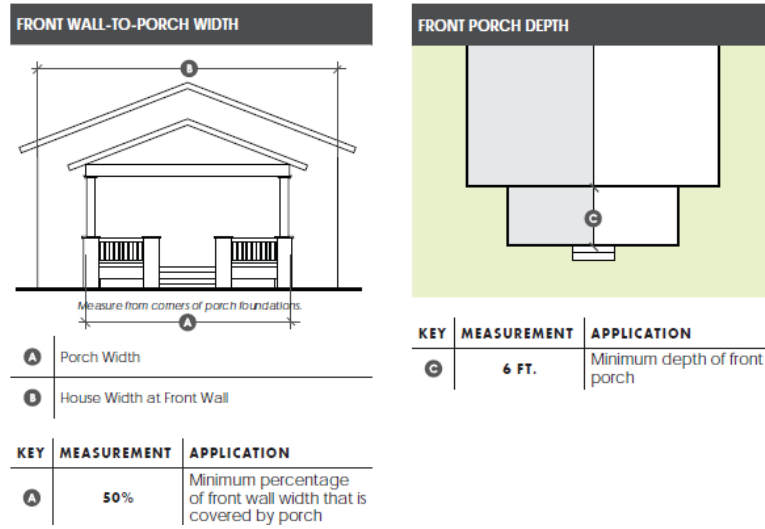 FRONT WALL-TO-PORCH WIDTH
B
Measure from corners of porch foundations.
A
A Porch Width
B House Width at Front Wall
KEY MEASUREMENT APPLICATION
A 50% Minimum percentage
of front wall width that is
covered by porch
FRONT PORCH DEPTH
C
KEY MEASUREMENT APPLICATION
C 6 FT. Minimum depth of front
porch